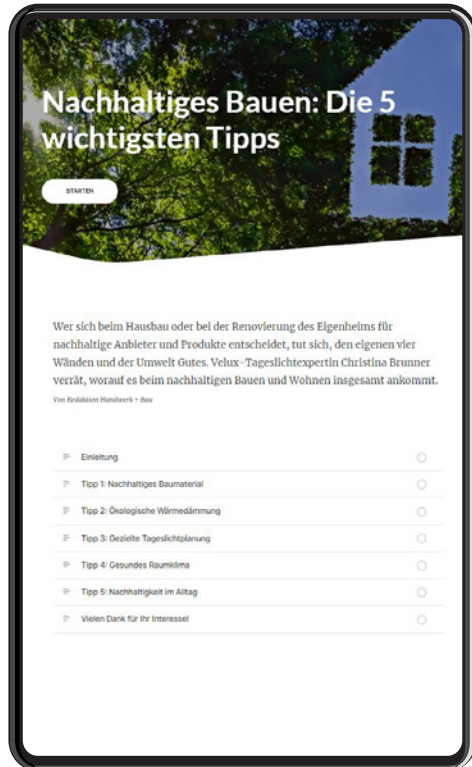 Nachhaltiges Bauen: Die 5
wichtigsten Tipps
STARTEN
Wer sich beim Hausbau oder bei der Renovierung des Eigenheims für
nachhaltige Anbieter und Produkte entscheidet, tut sich, den eigenen vier
Wänden und der Umwelt Gutes. Velux-Tageslichtexpertin Christina Brunner
verrät, worauf es beim nachhaltigen Bauen und Wohnen insgesamt ankommt.
Von Redaktion Handwerk + Bau
Einleitung
Tipp 1: Nachhaltiges Baumaterial
Tipp 2: Ökologische Wärmedämmung
Tipp 3: Gezielte Tageslichtplanung
Tipp 4: Gesundes Raumklima
Tipp 5: Nachhaltigkeit im Alltag
Vielen Dank für Ihr Interesse!